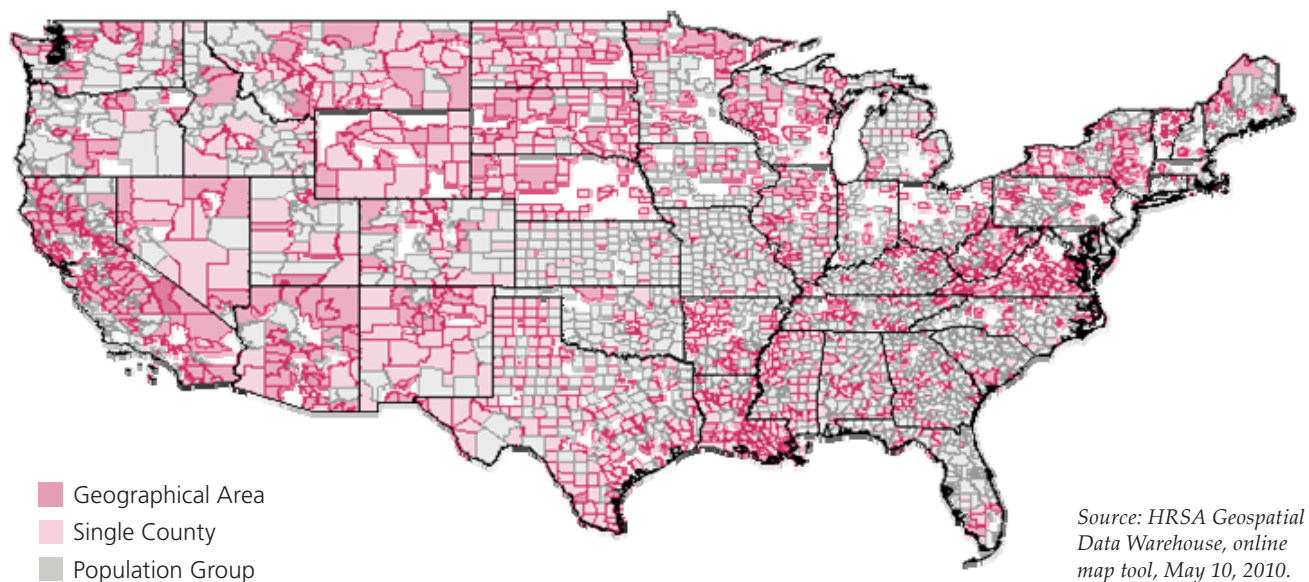 Geographical Area
Single County
Population Group
Source: HRSA Geospatial
Data Warehouse, online
map tool, May 10, 2010.